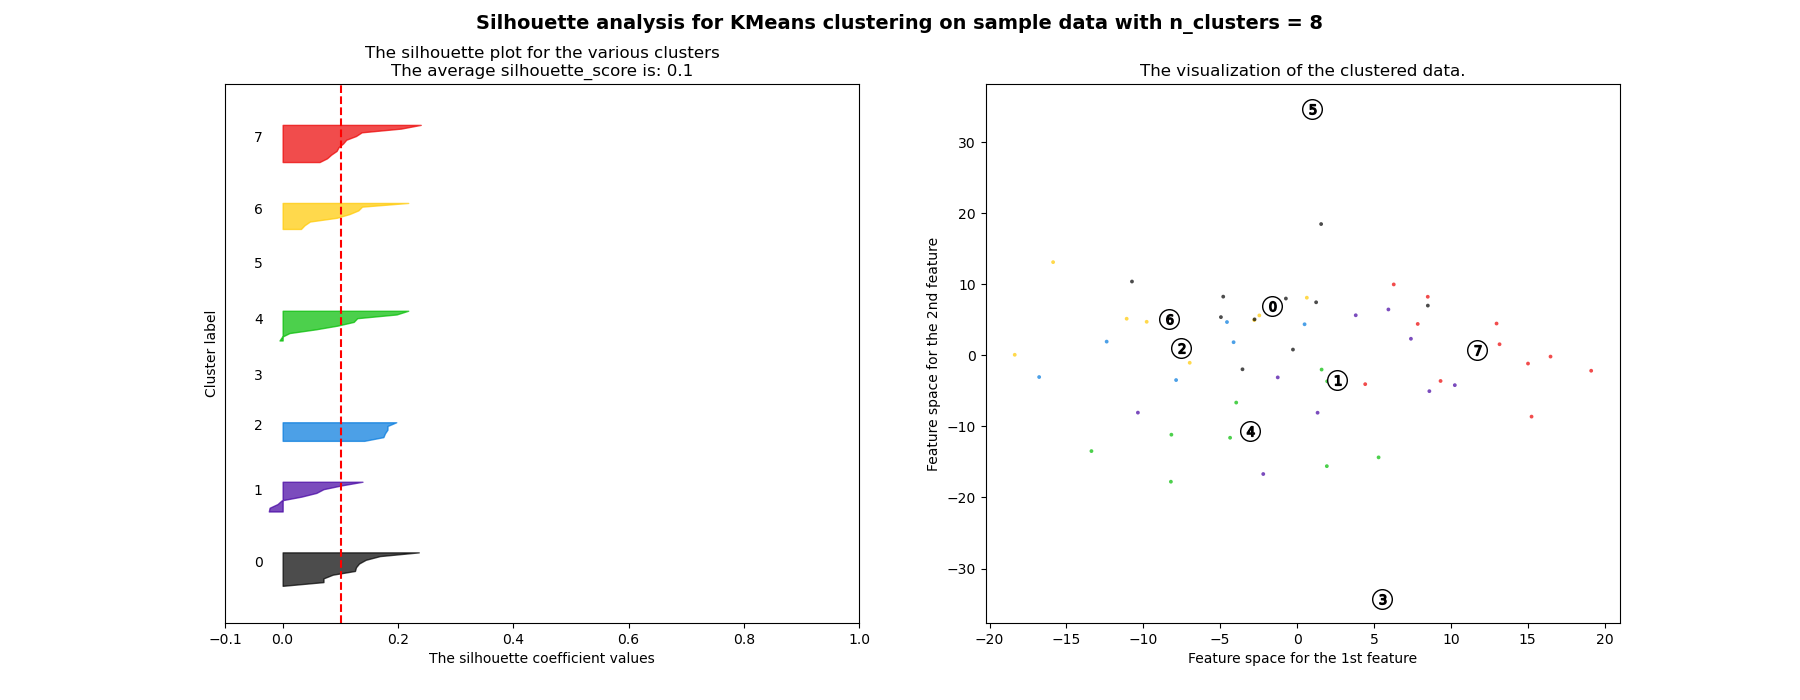 Silhouette analysis for KMeans clustering on sample data with n_clusters = 8
The silhouette plot for the various clusters
The average silhouette_score is: 0.1
7
6
5
4
3
2
1
0
Cluster label
−0.1 0.0 0.2 0.4 0.6 0.8 1.0
The silhouette coefficient values
The visualization of the clustered data.
30
20
10
0
−10
−20
−30
Feature space for the 2nd feature
5
0
6
2
7
1
4
3
−20 −15 −10 −5 0 5 10 15 20
Feature space for the 1st feature